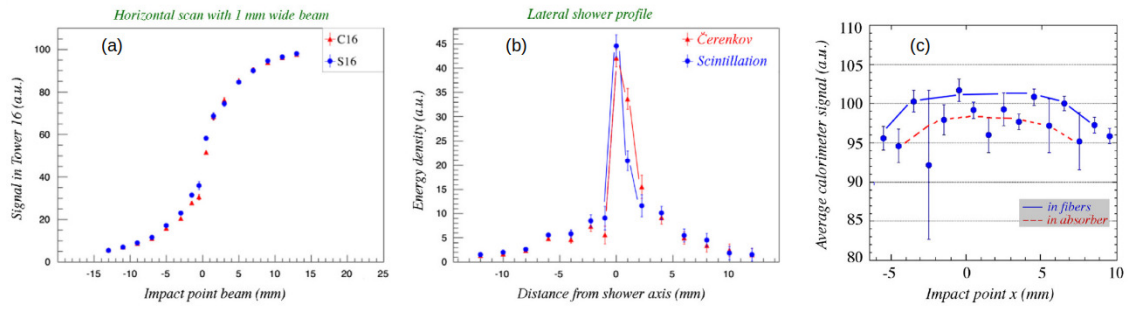 Horizontal scan with 1 mm wide beam
(a)
C16
S16
Signal in Tower 16 (a.u.)
100
80
60
40
20
0
-20 -15 -10 -5 0 5 10 15 20 25
Impact point beam (mm)
Lateral shower profile
(b)
Čerenkov
Scintillation
Energy density (a.u.)
45
40
35
30
25
20
15
10
5
0
-10 -5 0 5 10
Distance from shower axis (mm)
(c)
Average calorimeter signal (a.u.)
110
105
100
95
90
85
80
in fibers
in absorber
-5 0 5 10
Impact point x (mm)